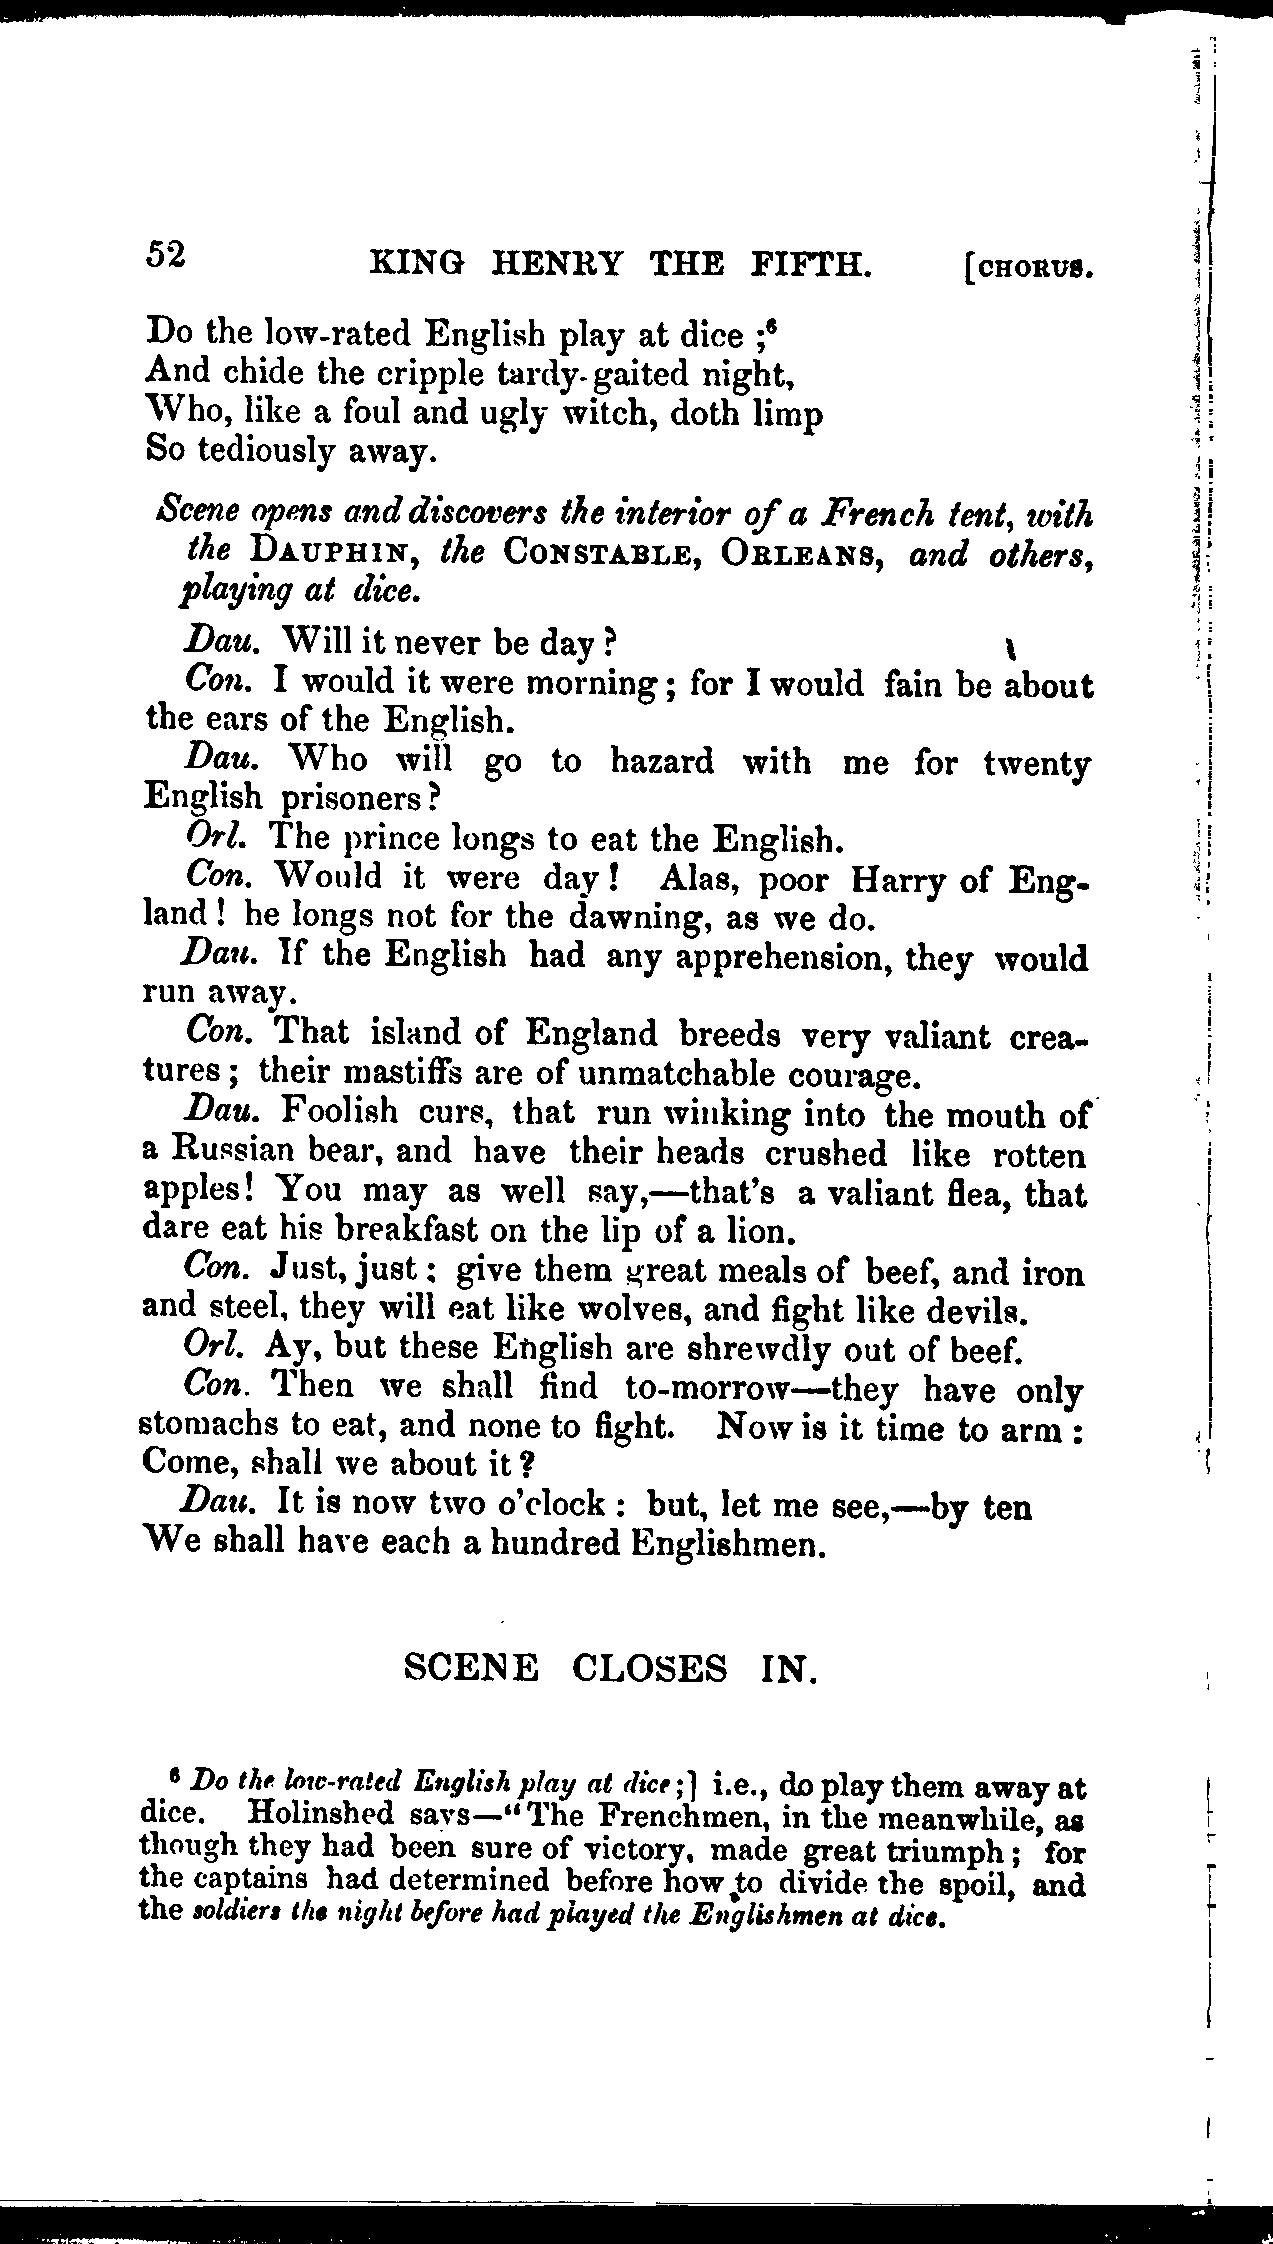 52 KING HENRY THE FIFTH. [CHORUS.
Do the low-rated English play at dice ;⁶
And chide the cripple tardy-gaited night,
Who, like a foul and ugly witch, doth limp
So tediously away.
Scene opens and discovers the interior of a French tent, with
the DAUPHIN, the CONSTABLE, ORLEANS, and others,
playing at dice.
Dau. Will it never be day ?
Con. I would it were morning ; for I would fain be about
the ears of the English.
Dau. Who will go to hazard with me for twenty
English prisoners ?
Orl. The prince longs to eat the English.
Con. Would it were day ! Alas, poor Harry of Eng-
land ! he longs not for the dawning, as we do.
Dau. If the English had any apprehension, they would
run away.
Con. That island of England breeds very valiant crea-
tures ; their mastiffs are of unmatchable courage.
Dau. Foolish curs, that run winking into the mouth of
a Russian bear, and have their heads crushed like rotten
apples! You may as well say,—that's a valiant flea, that
dare eat his breakfast on the lip of a lion.
Con. Just, just : give them great meals of beef, and iron
and steel, they will eat like wolves, and fight like devils.
Orl. Ay, but these English are shrewdly out of beef.
Con. Then we shall find to-morrow—they have only
stomachs to eat, and none to fight. Now is it time to arm :
Come, shall we about it ?
Dau. It is now two o'clock : but, let me see,—by ten
We shall have each a hundred Englishmen.
SCENE CLOSES IN.
⁶ Do the low-rated English play at dice ;] i.e., do play them away at
dice. Holinshed says—"The Frenchmen, in the meanwhile, as
though they had been sure of victory, made great triumph ; for
the captains had determined before how to divide the spoil, and
the soldiers the night before had played the Englishmen at dice.